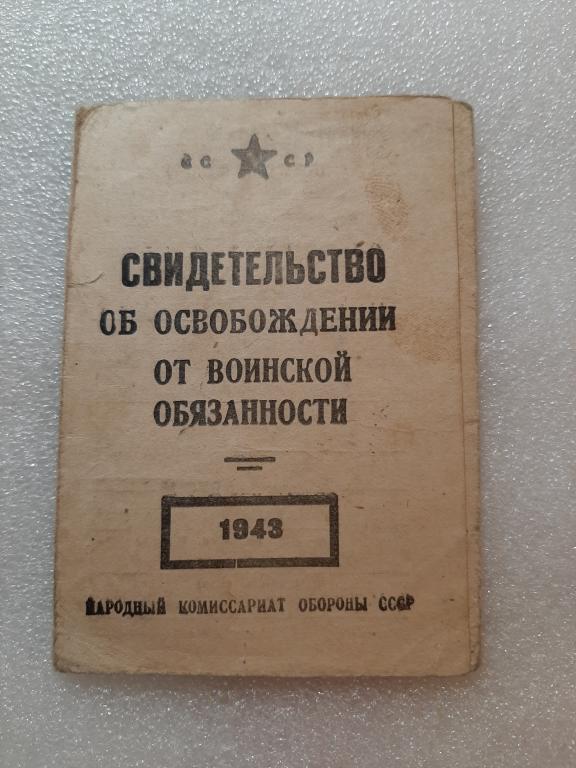 СС СР
СВИДЕТЕЛЬСТВО
ОБ ОСВОБОЖДЕНИИ
ОТ ВОИНСКОЙ
ОБЯЗАННОСТИ
1943
НАРОДНЫЙ КОМИССАРИАТ ОБОРОНЫ СССР